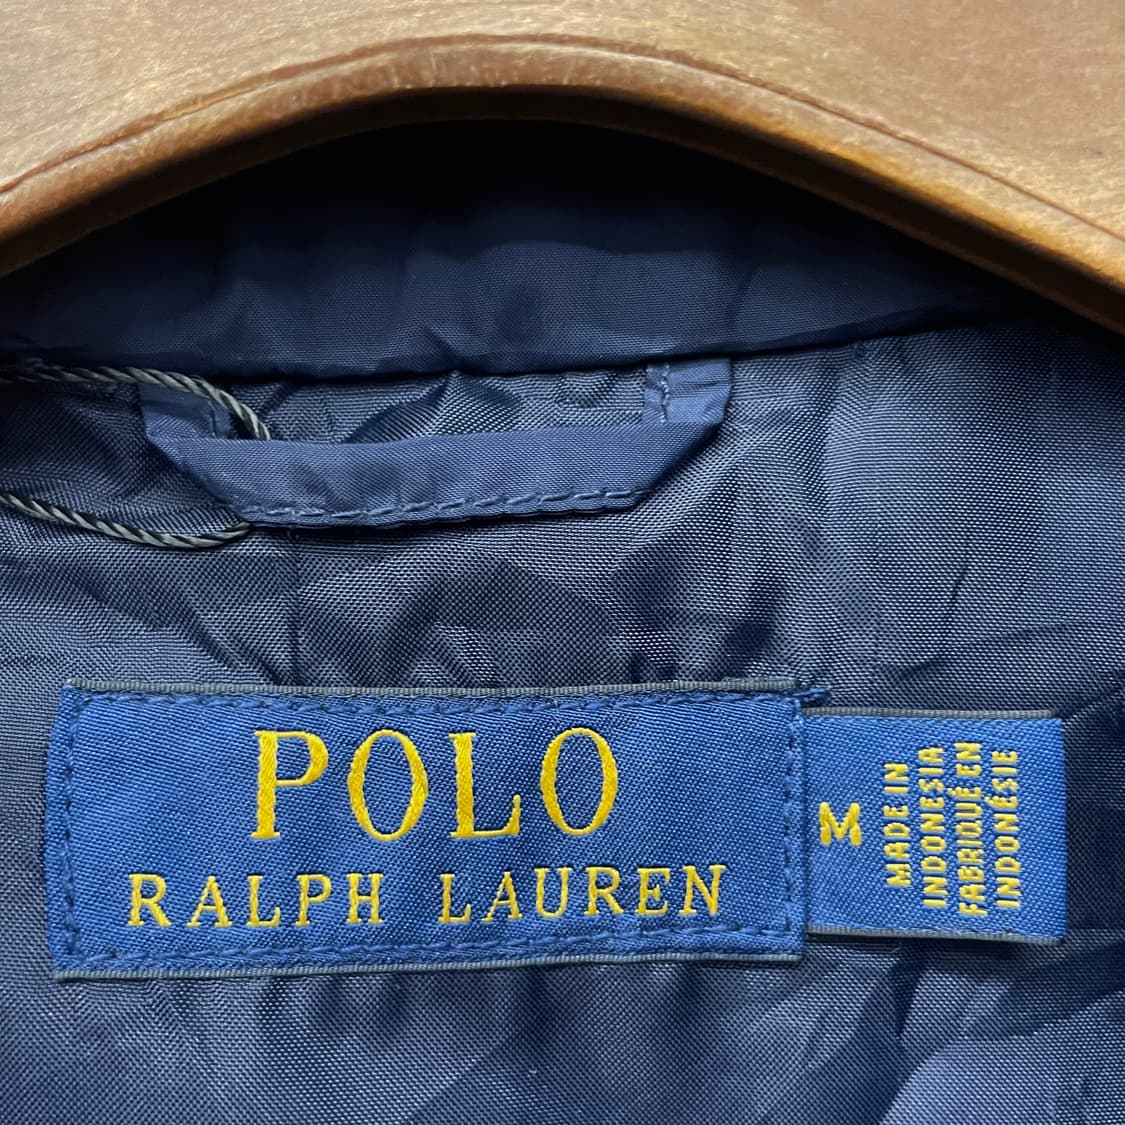 POLO
RALPH LAUREN
M
MADE IN
INDONESIA
FABRIQUÉ EN
INDONÉSIE